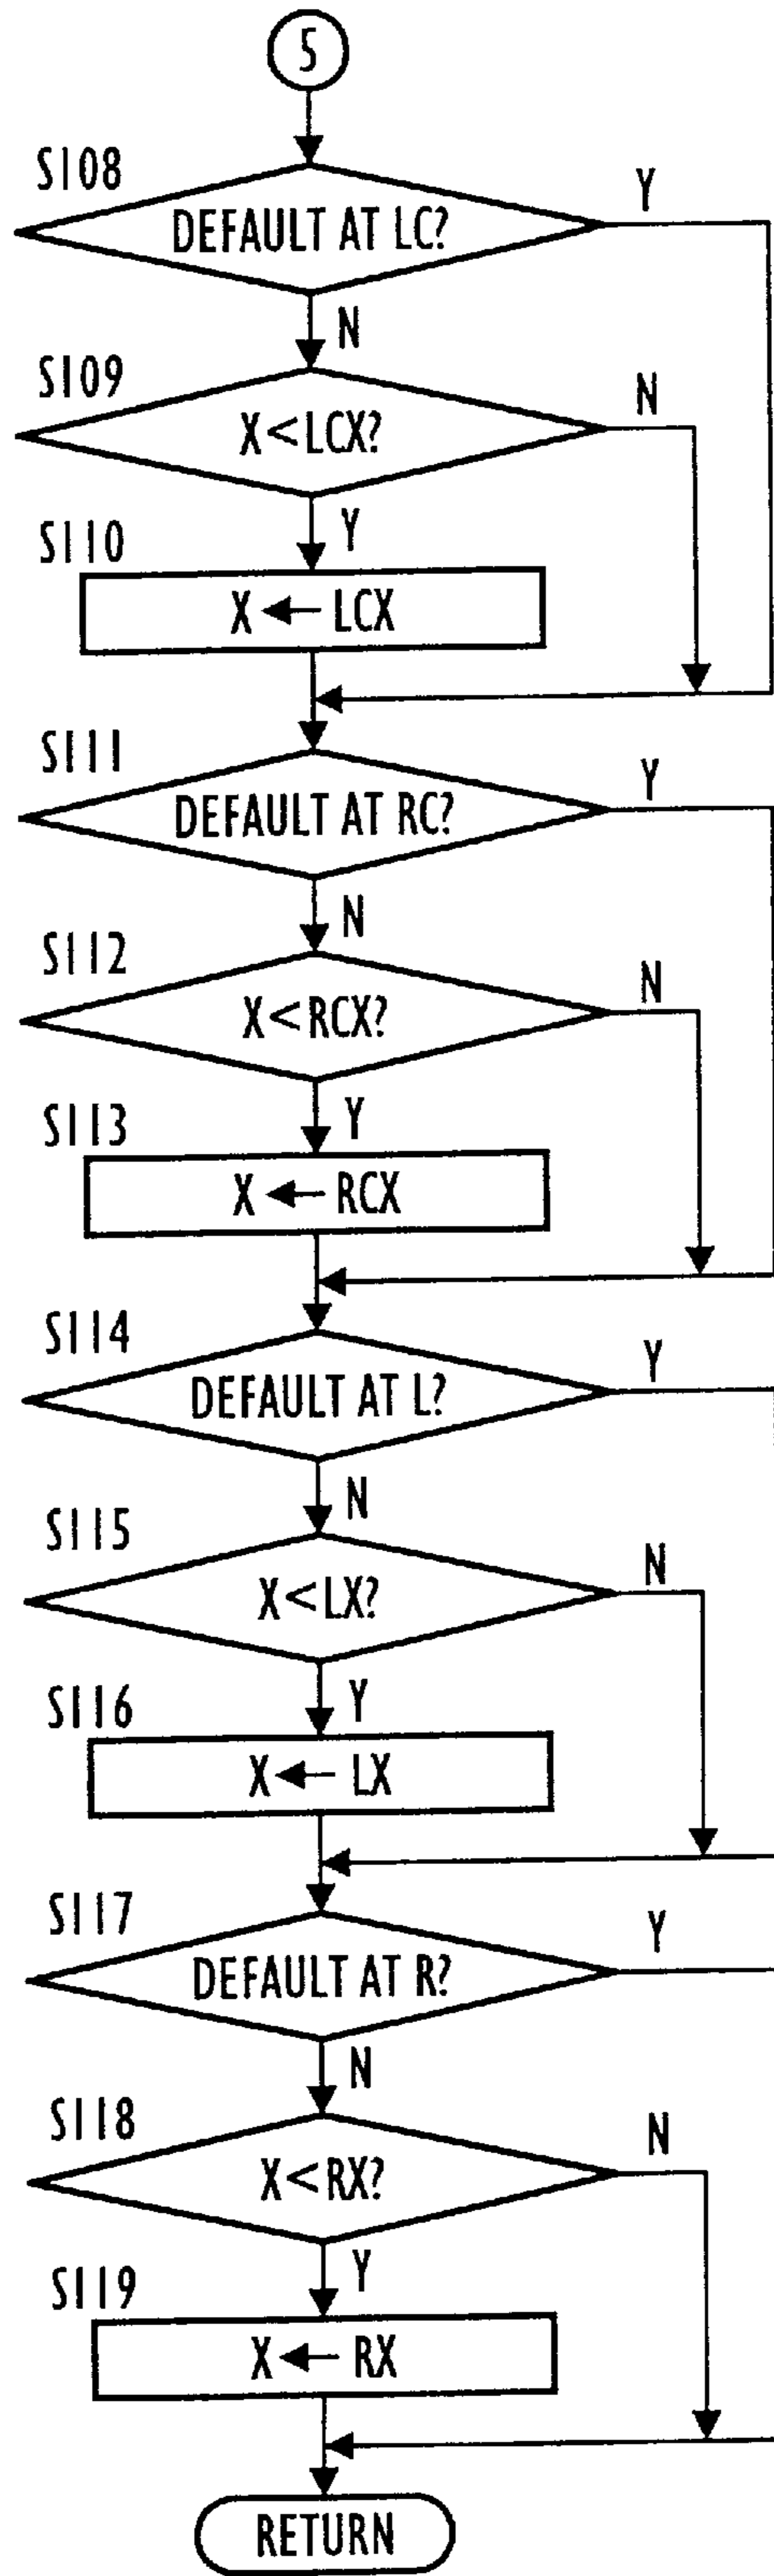 5
S108
Y
DEFAULT AT LC?
N
S109
N
X<LCX?
Y
S110
X ← LCX
S111
Y
DEFAULT AT RC?
N
S112
N
X<RCX?
Y
S113
X ← RCX
S114
Y
DEFAULT AT L?
N
S115
N
X<LX?
Y
S116
X ← LX
S117
Y
DEFAULT AT R?
N
S118
N
X<RX?
Y
S119
X ← RX
RETURN